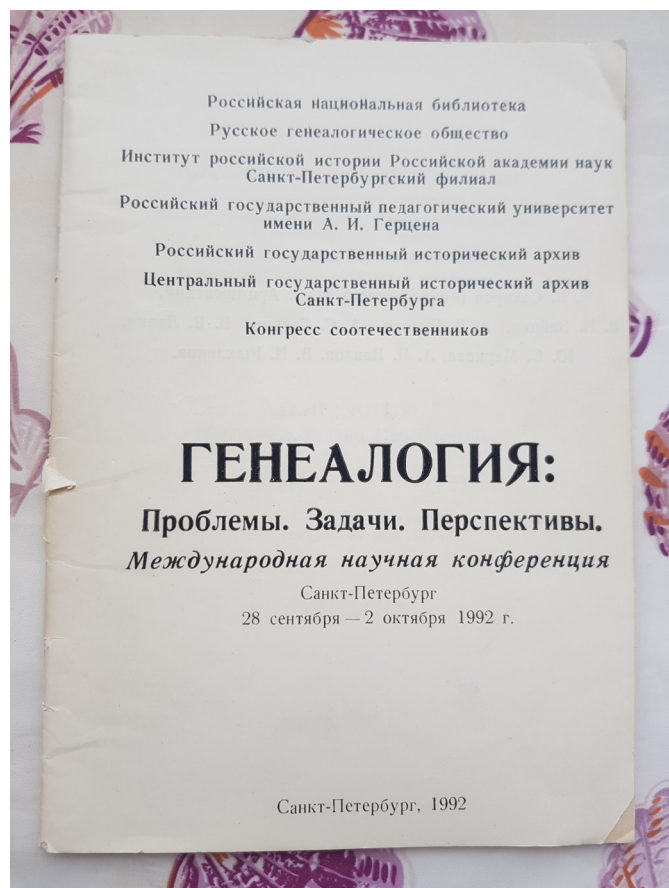 Российская национальная библиотека
Русское генеалогическое общество
Институт российской истории Российской академии наук
Санкт-Петербургский филиал
Российский государственный педагогический университет
имени А. И. Герцена
Российский государственный исторический архив
Центральный государственный исторический архив
Санкт-Петербурга
Конгресс соотечественников
ГЕНЕАЛОГИЯ:
Проблемы. Задачи. Перспективы.
Международная научная конференция
Санкт-Петербург
28 сентября — 2 октября 1992 г.
Санкт-Петербург, 1992